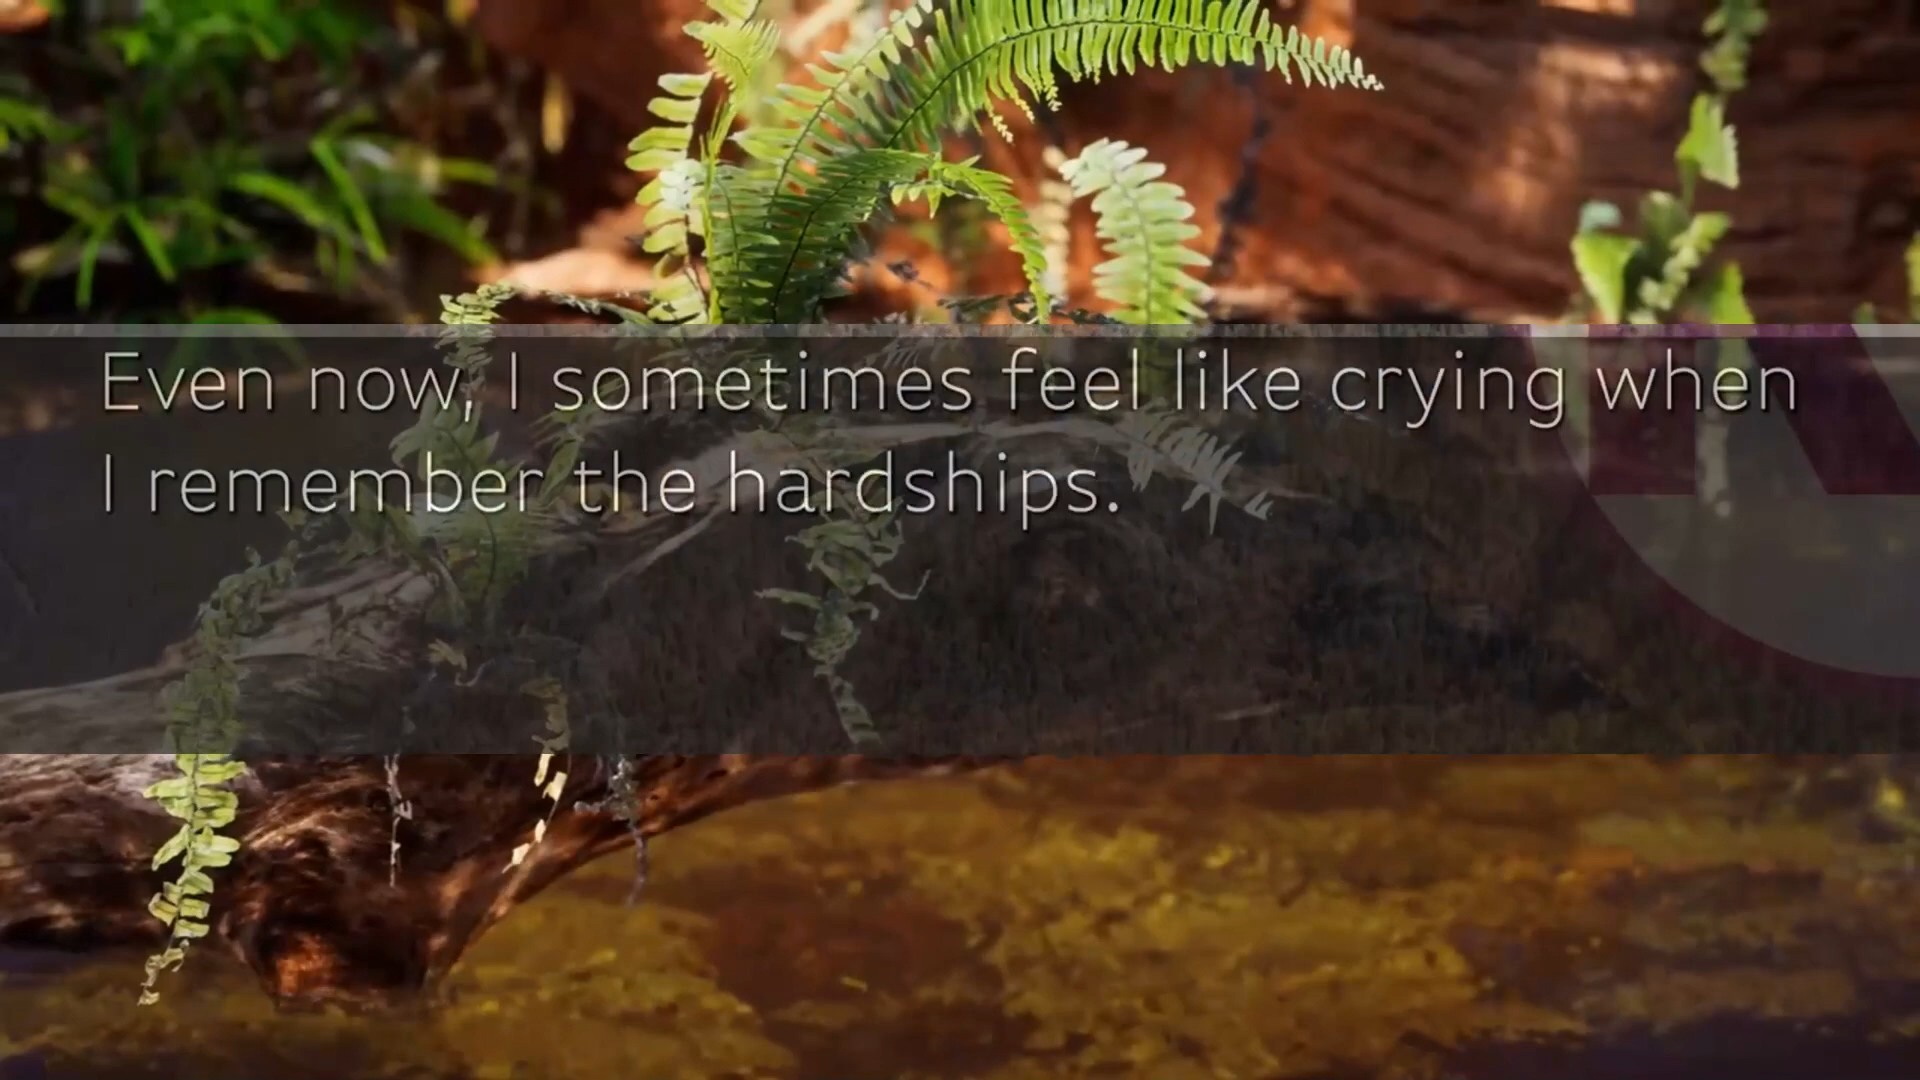 Even now, I sometimes feel like crying when
I remember the hardships.